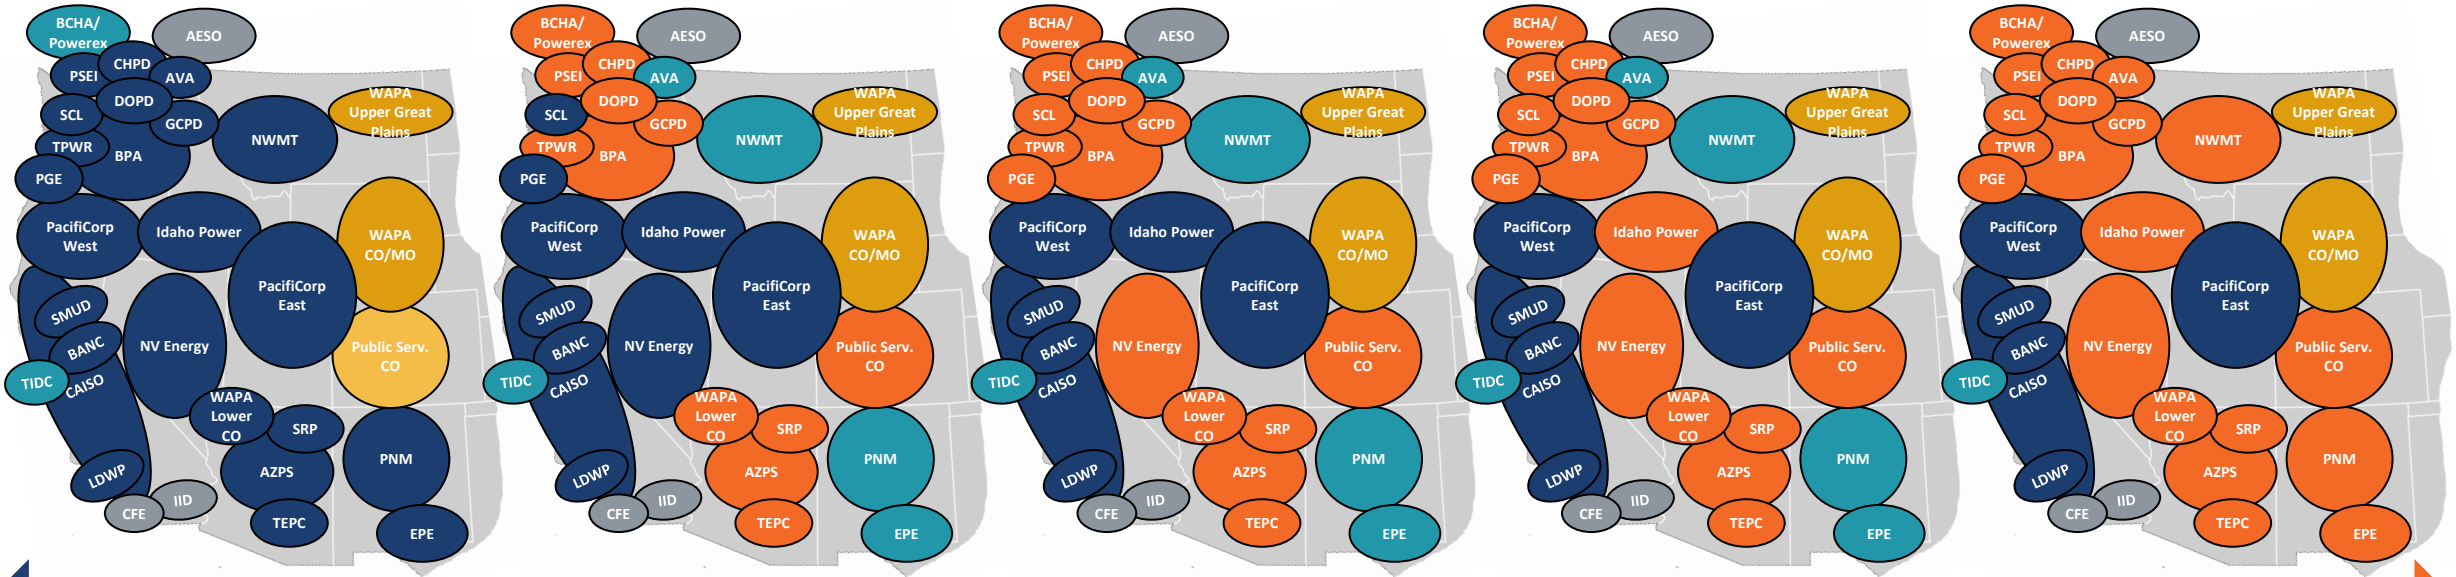 BCHA/
Powerex
AESO
CHPD
PSEI
AVA
DOPD
SCL
GCPD
TPWR
BPA
PGE
NWMT
WAPA
Upper Great
Plains
PacifiCorp
West
Idaho Power
PacifiCorp
East
WAPA
CO/MO
SMUD
BANC
NV Energy
Public Serv.
CO
TIDC
CAISO
WAPA
Lower
CO
SRP
LDWP
AZPS
PNM
CFE
IID
TEPC
EPE
BCHA/
Powerex
AESO
CHPD
PSEI
AVA
DOPD
SCL
GCPD
TPWR
BPA
PGE
NWMT
WAPA
Upper Great
Plains
PacifiCorp
West
Idaho Power
PacifiCorp
East
WAPA
CO/MO
SMUD
BANC
NV Energy
Public Serv.
CO
TIDC
CAISO
WAPA
Lower
CO
SRP
LDWP
AZPS
PNM
CFE
IID
TEPC
EPE
BCHA/
Powerex
AESO
CHPD
PSEI
AVA
DOPD
SCL
GCPD
TPWR
BPA
PGE
NWMT
WAPA
Upper Great
Plains
PacifiCorp
West
Idaho Power
PacifiCorp
East
WAPA
CO/MO
SMUD
BANC
NV Energy
Public Serv.
CO
TIDC
CAISO
WAPA
Lower
CO
SRP
LDWP
AZPS
PNM
CFE
IID
TEPC
EPE
BCHA/
Powerex
AESO
CHPD
PSEI
AVA
DOPD
SCL
GCPD
TPWR
BPA
PGE
NWMT
WAPA
Upper Great
Plains
PacifiCorp
West
Idaho Power
PacifiCorp
East
WAPA
CO/MO
SMUD
BANC
NV Energy
Public Serv.
CO
TIDC
CAISO
WAPA
Lower
CO
SRP
LDWP
AZPS
PNM
CFE
IID
TEPC
EPE
BCHA/
Powerex
AESO
CHPD
PSEI
AVA
DOPD
SCL
GCPD
TPWR
BPA
PGE
NWMT
WAPA
Upper Great
Plains
PacifiCorp
West
Idaho Power
PacifiCorp
East
WAPA
CO/MO
SMUD
BANC
NV Energy
Public Serv.
CO
TIDC
CAISO
WAPA
Lower
CO
SRP
LDWP
AZPS
PNM
CFE
IID
TEPC
EPE